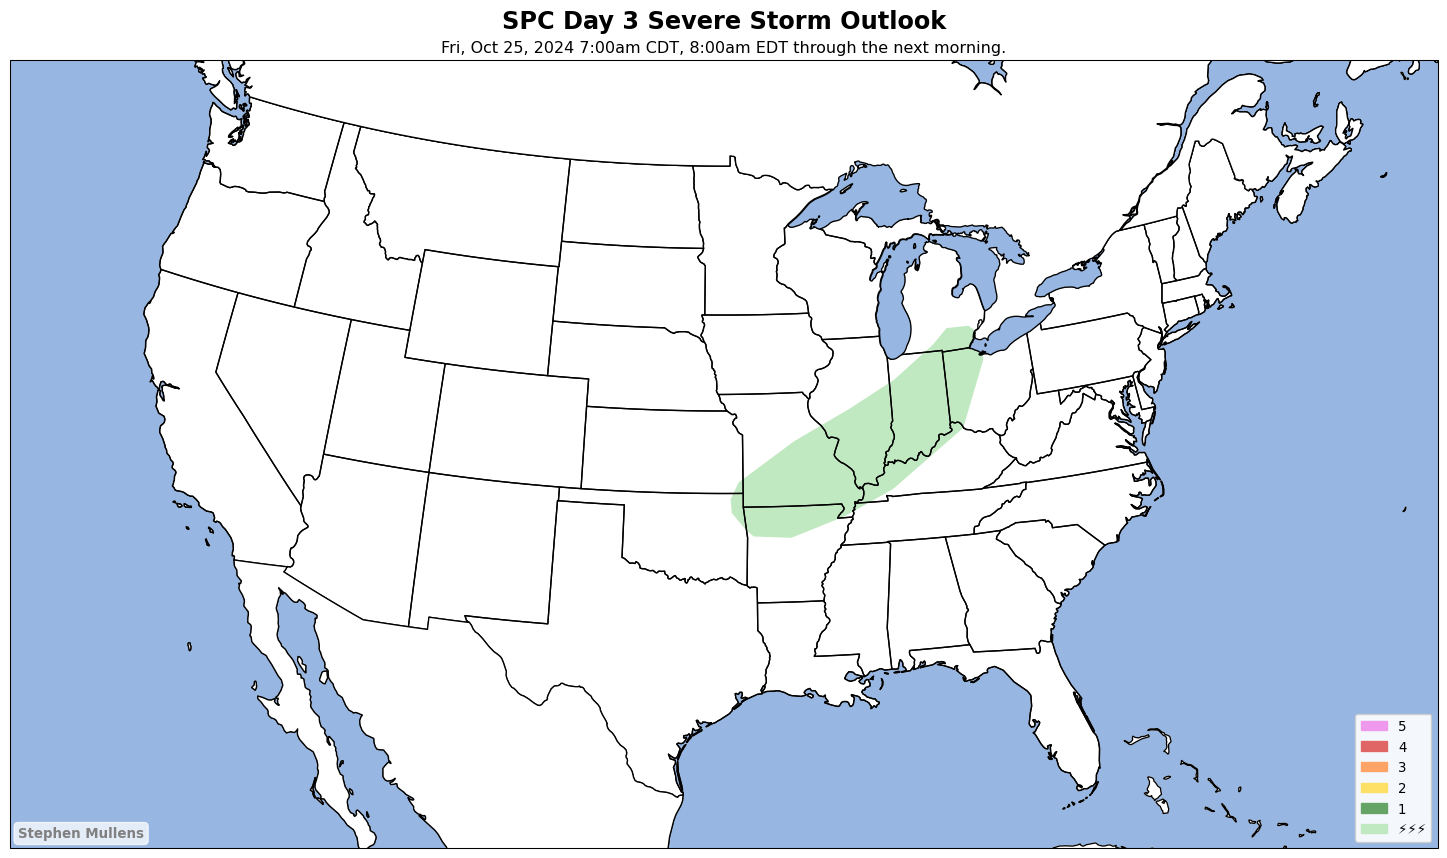 SPC Day 3 Severe Storm Outlook
Fri, Oct 25, 2024 7:00am CDT, 8:00am EDT through the next morning.
5
4
3
2
1
⚡⚡⚡
Stephen Mullens